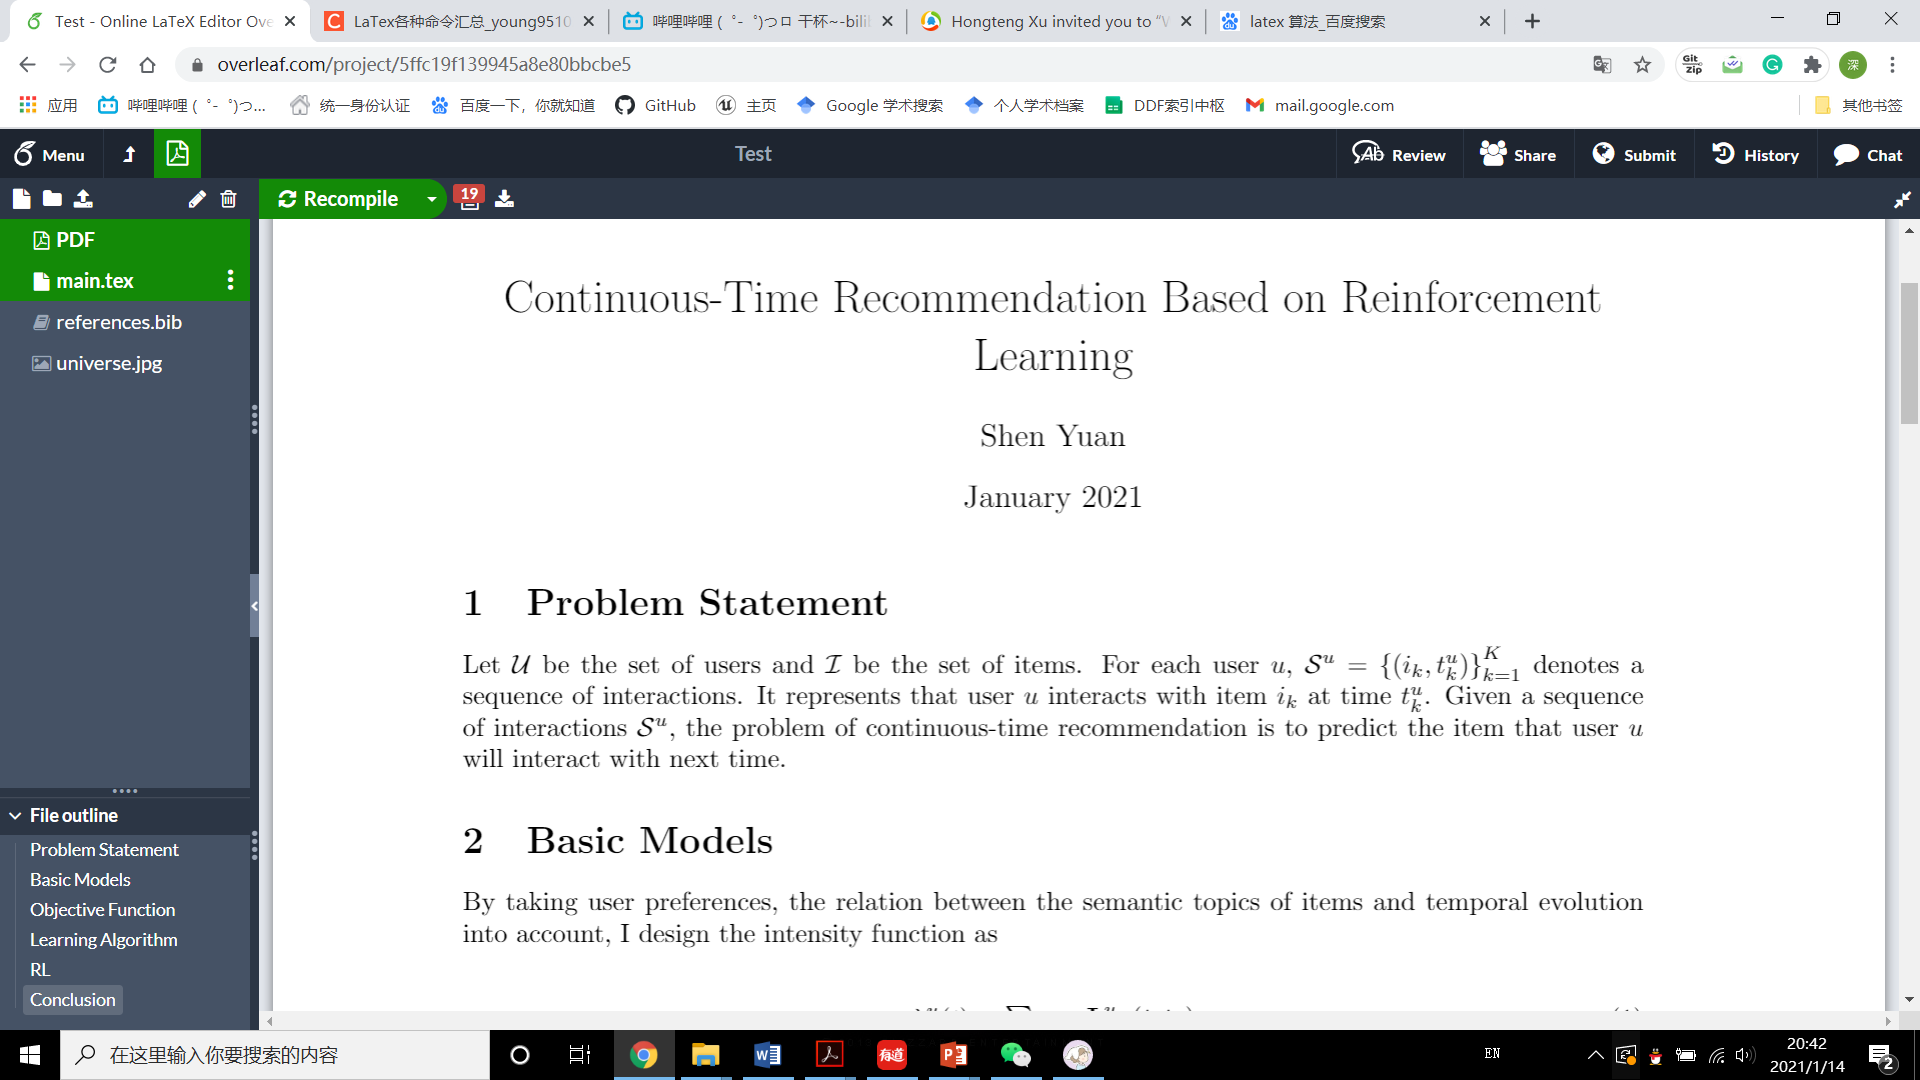 Test - Online LaTeX Editor Ove
LaTex各种命令汇总_young9510
哔哩哔哩 ( ゜- ゜)つロ 干杯~-bili
Hongteng Xu invited you to “V
latex 算法_百度搜索
overleaf.com/project/5ffc19f139945a8e80bbcbe5
Git
zip
深
应用
哔哩哔哩 ( ゜- ゜)つ...
统一身份认证
百度一下，你就知道
GitHub
主页
Google 学术搜索
个人学术档案
DDF索引中枢
mail.google.com
其他书签
Menu
Test
Review
Share
Submit
History
Chat
Recompile
19
PDF
main.tex
references.bib
universe.jpg
Continuous-Time Recommendation Based on Reinforcement
Learning
Shen Yuan
January 2021
1 Problem Statement
Let 𝒰 be the set of users and ℐ be the set of items. For each user u, 𝒮^u = {(i_k, t_k^u)}_{k=1}^K denotes a
sequence of interactions. It represents that user u interacts with item i_k at time t_k^u. Given a sequence
of interactions 𝒮^u, the problem of continuous-time recommendation is to predict the item that user u
will interact with next time.
2 Basic Models
By taking user preferences, the relation between the semantic topics of items and temporal evolution
into account, I design the intensity function as
File outline
Problem Statement
Basic Models
Objective Function
Learning Algorithm
RL
Conclusion
在这里输入你要搜索的内容
有道
EN
20:42
2021/1/14
2